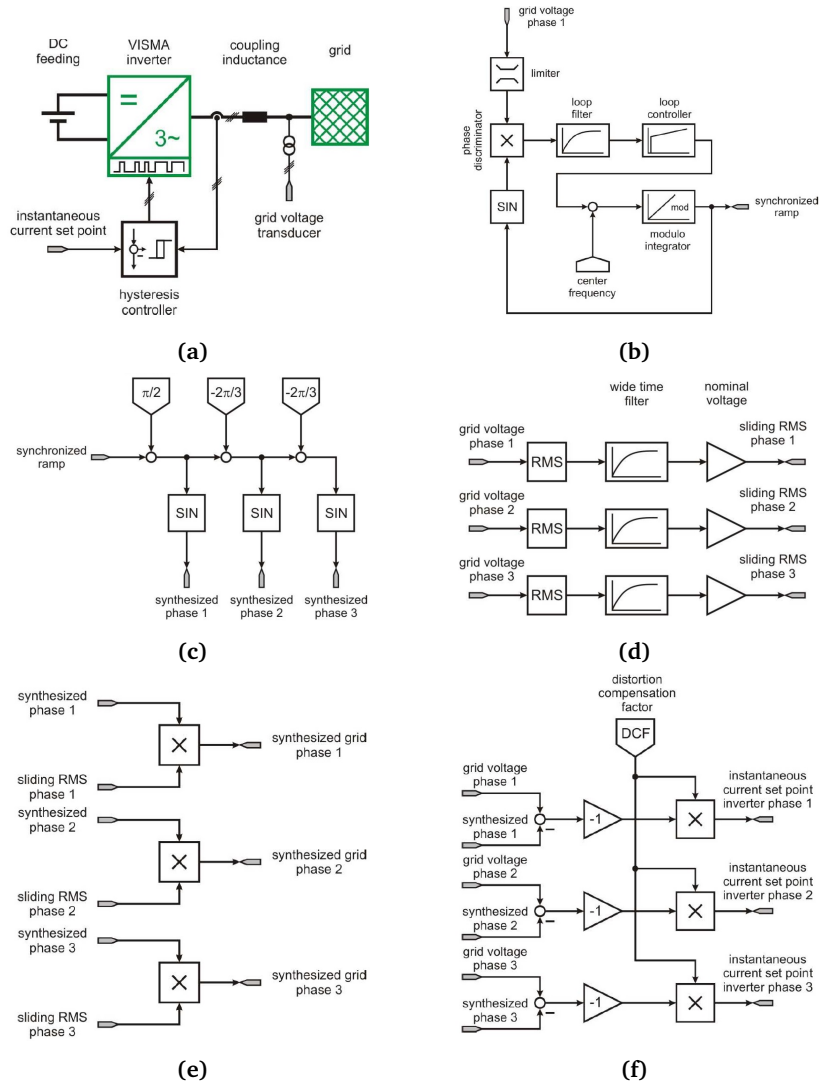 DC
feeding
VISMA
inverter
coupling
inductance
grid
=
3~
instantaneous
current set point
grid voltage
transducer
hysteresis
controller
(a)
grid voltage
phase 1
limiter
phase
discriminator
×
loop
filter
loop
controller
SIN
mod
modulo
integrator
synchronized
ramp
center
frequency
(b)
π/2
-2π/3
-2π/3
synchronized
ramp
SIN
SIN
SIN
synthesized
phase 1
synthesized
phase 2
synthesized
phase 3
(c)
wide time
filter
nominal
voltage
grid voltage
phase 1
RMS
sliding RMS
phase 1
grid voltage
phase 2
RMS
sliding RMS
phase 2
grid voltage
phase 3
RMS
sliding RMS
phase 3
(d)
synthesized
phase 1
×
synthesized grid
phase 1
sliding RMS
phase 1
synthesized
phase 2
×
synthesized grid
phase 2
sliding RMS
phase 2
synthesized
phase 3
×
synthesized grid
phase 3
sliding RMS
phase 3
(e)
distortion
compensation
factor
DCF
grid voltage
phase 1
synthesized
phase 1
-1
×
instantaneous
current set point
inverter phase 1
grid voltage
phase 2
synthesized
phase 2
-1
×
instantaneous
current set point
inverter phase 2
grid voltage
phase 3
synthesized
phase 3
-1
×
instantaneous
current set point
inverter phase 3
(f)